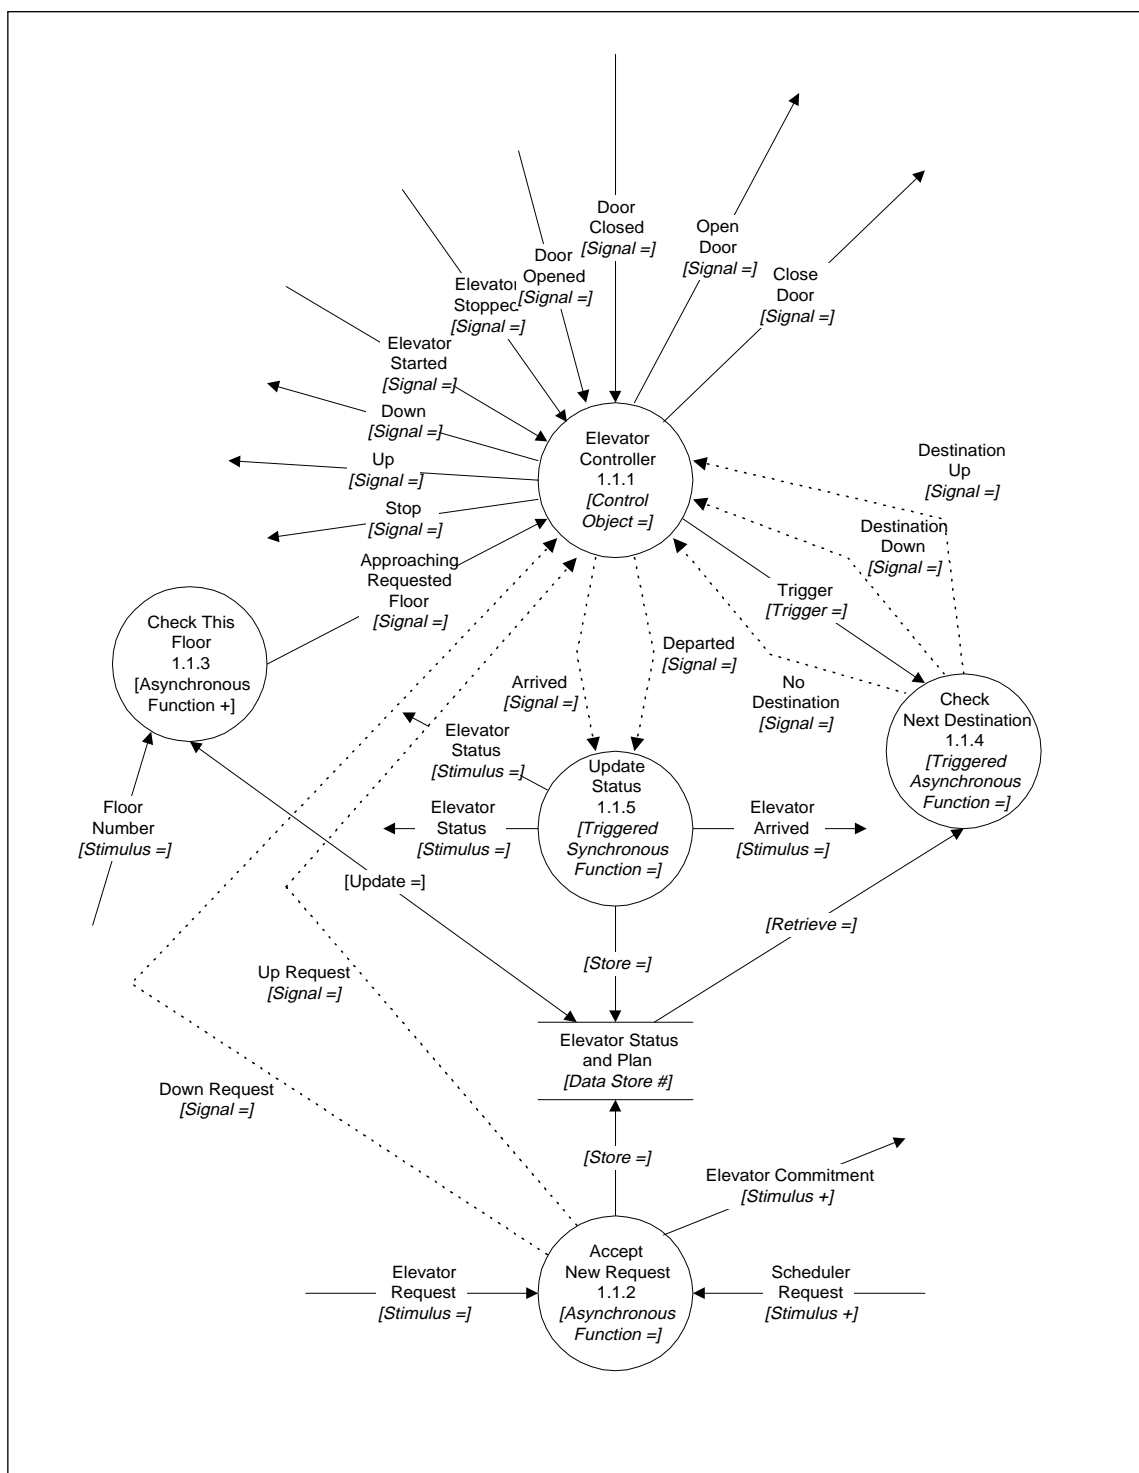 Door
Closed
[Signal =]
Open
Door
[Signal =]
Door
Opened
[Signal =]
Close
Door
[Signal =]
Elevator
Stopped
[Signal =]
Elevator
Started
[Signal =]
Down
[Signal =]
Up
[Signal =]
Stop
[Signal =]
Approaching
Requested
Floor
[Signal =]
Elevator
Controller
1.1.1
[Control
Object =]
Destination
Up
[Signal =]
Destination
Down
[Signal =]
Trigger
[Trigger =]
Check This
Floor
1.1.3
[Asynchronous
Function +]
Departed
[Signal =]
Arrived
[Signal =]
No
Destination
[Signal =]
Check
Next Destination
1.1.4
[Triggered
Asynchronous
Function =]
Elevator
Status
[Stimulus =]
Update
Status
1.1.5
[Triggered
Synchronous
Function =]
Floor
Number
[Stimulus =]
Elevator
Status
[Stimulus =]
Elevator
Arrived
[Stimulus =]
[Update =]
[Retrieve =]
Up Request
[Signal =]
[Store =]
Elevator Status
and Plan
[Data Store #]
Down Request
[Signal =]
[Store =]
Elevator Commitment
[Stimulus +]
Elevator
Request
[Stimulus =]
Accept
New Request
1.1.2
[Asynchronous
Function =]
Scheduler
Request
[Stimulus +]